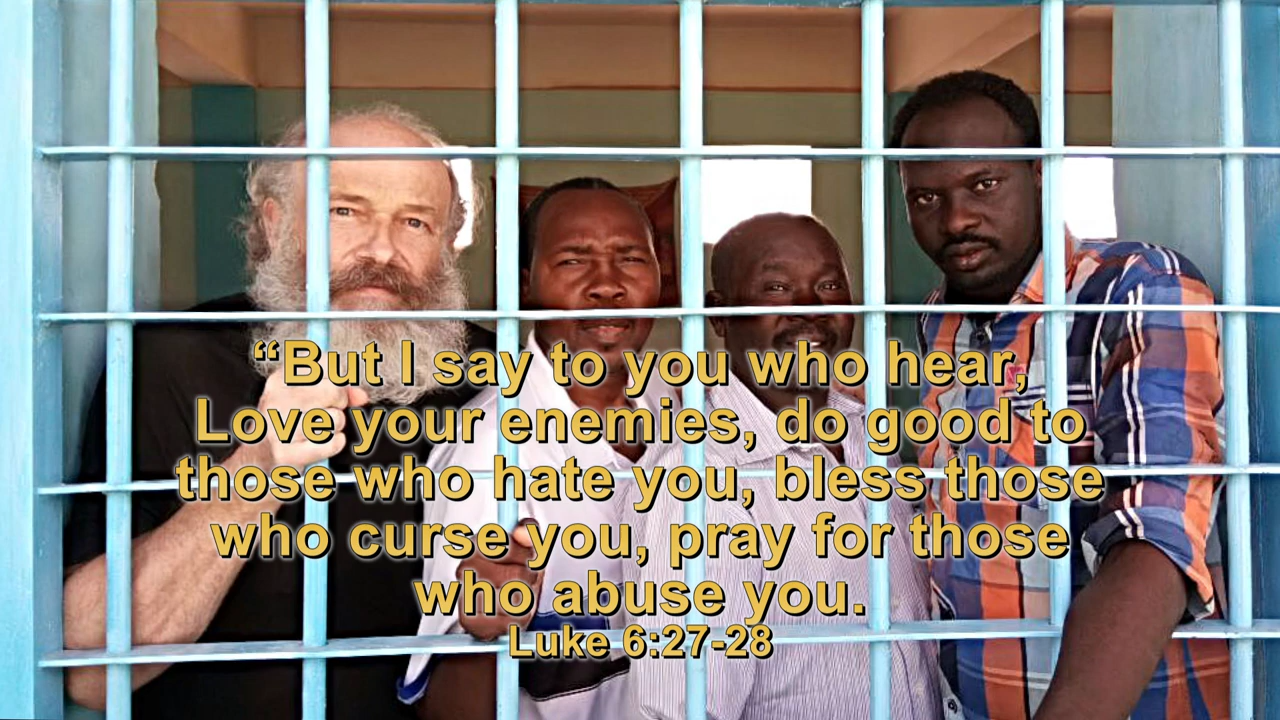 “But I say to you who hear,
Love your enemies, do good to
those who hate you, bless those
who curse you, pray for those
who abuse you.
Luke 6:27-28